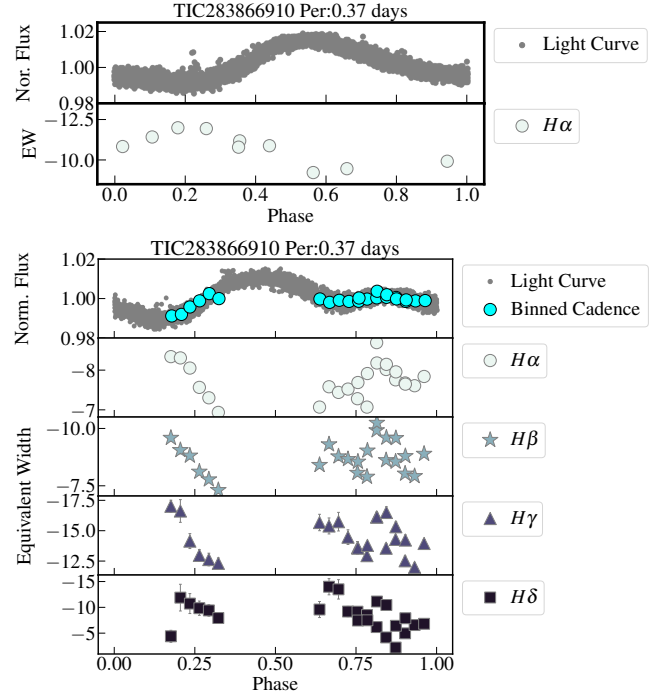 TIC283866910 Per:0.37 days
1.02
1.00
0.98
Nor. Flux
Light Curve
−12.5
−10.0
EW
Hα
0.0 0.2 0.4 0.6 0.8 1.0
Phase
TIC283866910 Per:0.37 days
1.02
1.00
0.98
Norm. Flux
Light Curve
Binned Cadence
−8
−7
Hα
Equivalent Width
−10.0
−7.5
Hβ
−17.5
−15.0
−12.5
Hγ
−15
−10
−5
Hδ
0.00 0.25 0.50 0.75 1.00
Phase